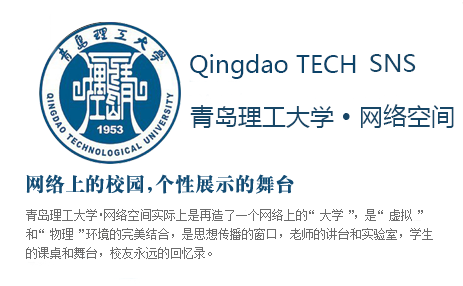 青岛理工大学
QINGDAO TECHNOLOGICAL UNIVERSITY
1953
Qingdao TECH SNS
青岛理工大学·网络空间
网络上的校园,个性展示的舞台
青岛理工大学·网络空间实际上是再造了一个网络上的“ 大学 ”，是“ 虚拟 ”
和“ 物理 ”环境的完美结合，是思想传播的窗口，老师的讲台和实验室，学生
的课桌和舞台，校友永远的回忆录。